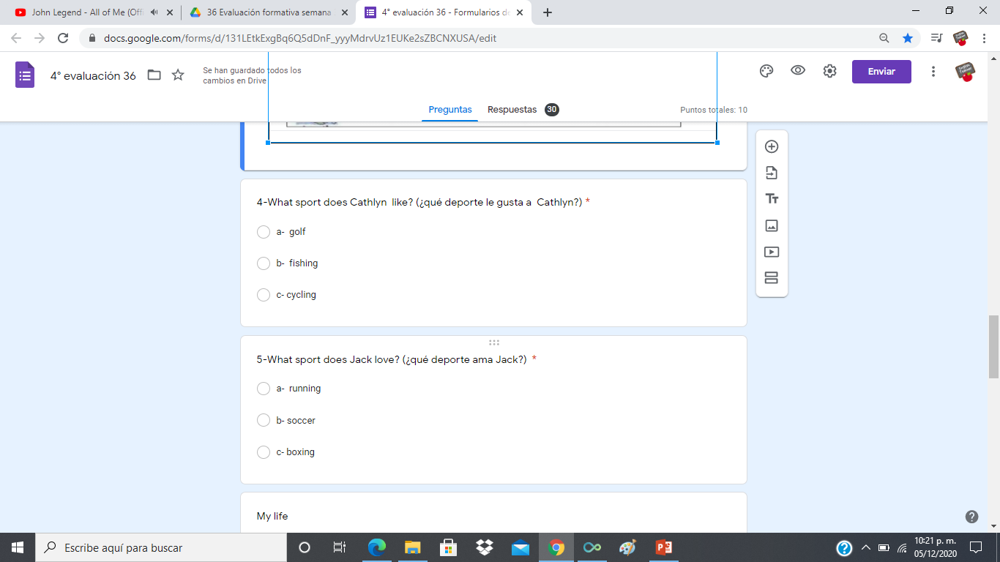 John Legend - All of Me (Offi
36 Evaluación formativa semana
4° evaluación 36 - Formularios de
docs.google.com/forms/d/131LEtkExgBq6Q5dDnF_yyyMdrvUz1EUKe2sZBCNXUSA/edit
4° evaluación 36
Se han guardado todos los
cambios en Drive
Enviar
Preguntas
Respuestas 30
Puntos totales: 10
4-What sport does Cathlyn  like? (¿qué deporte le gusta a  Cathlyn?) *
a-  golf
b-  fishing
c- cycling
5-What sport does Jack love? (¿qué deporte ama Jack?)  *
a-  running
b- soccer
c- boxing
My life
Escribe aquí para buscar
10:21 p. m.
05/12/2020